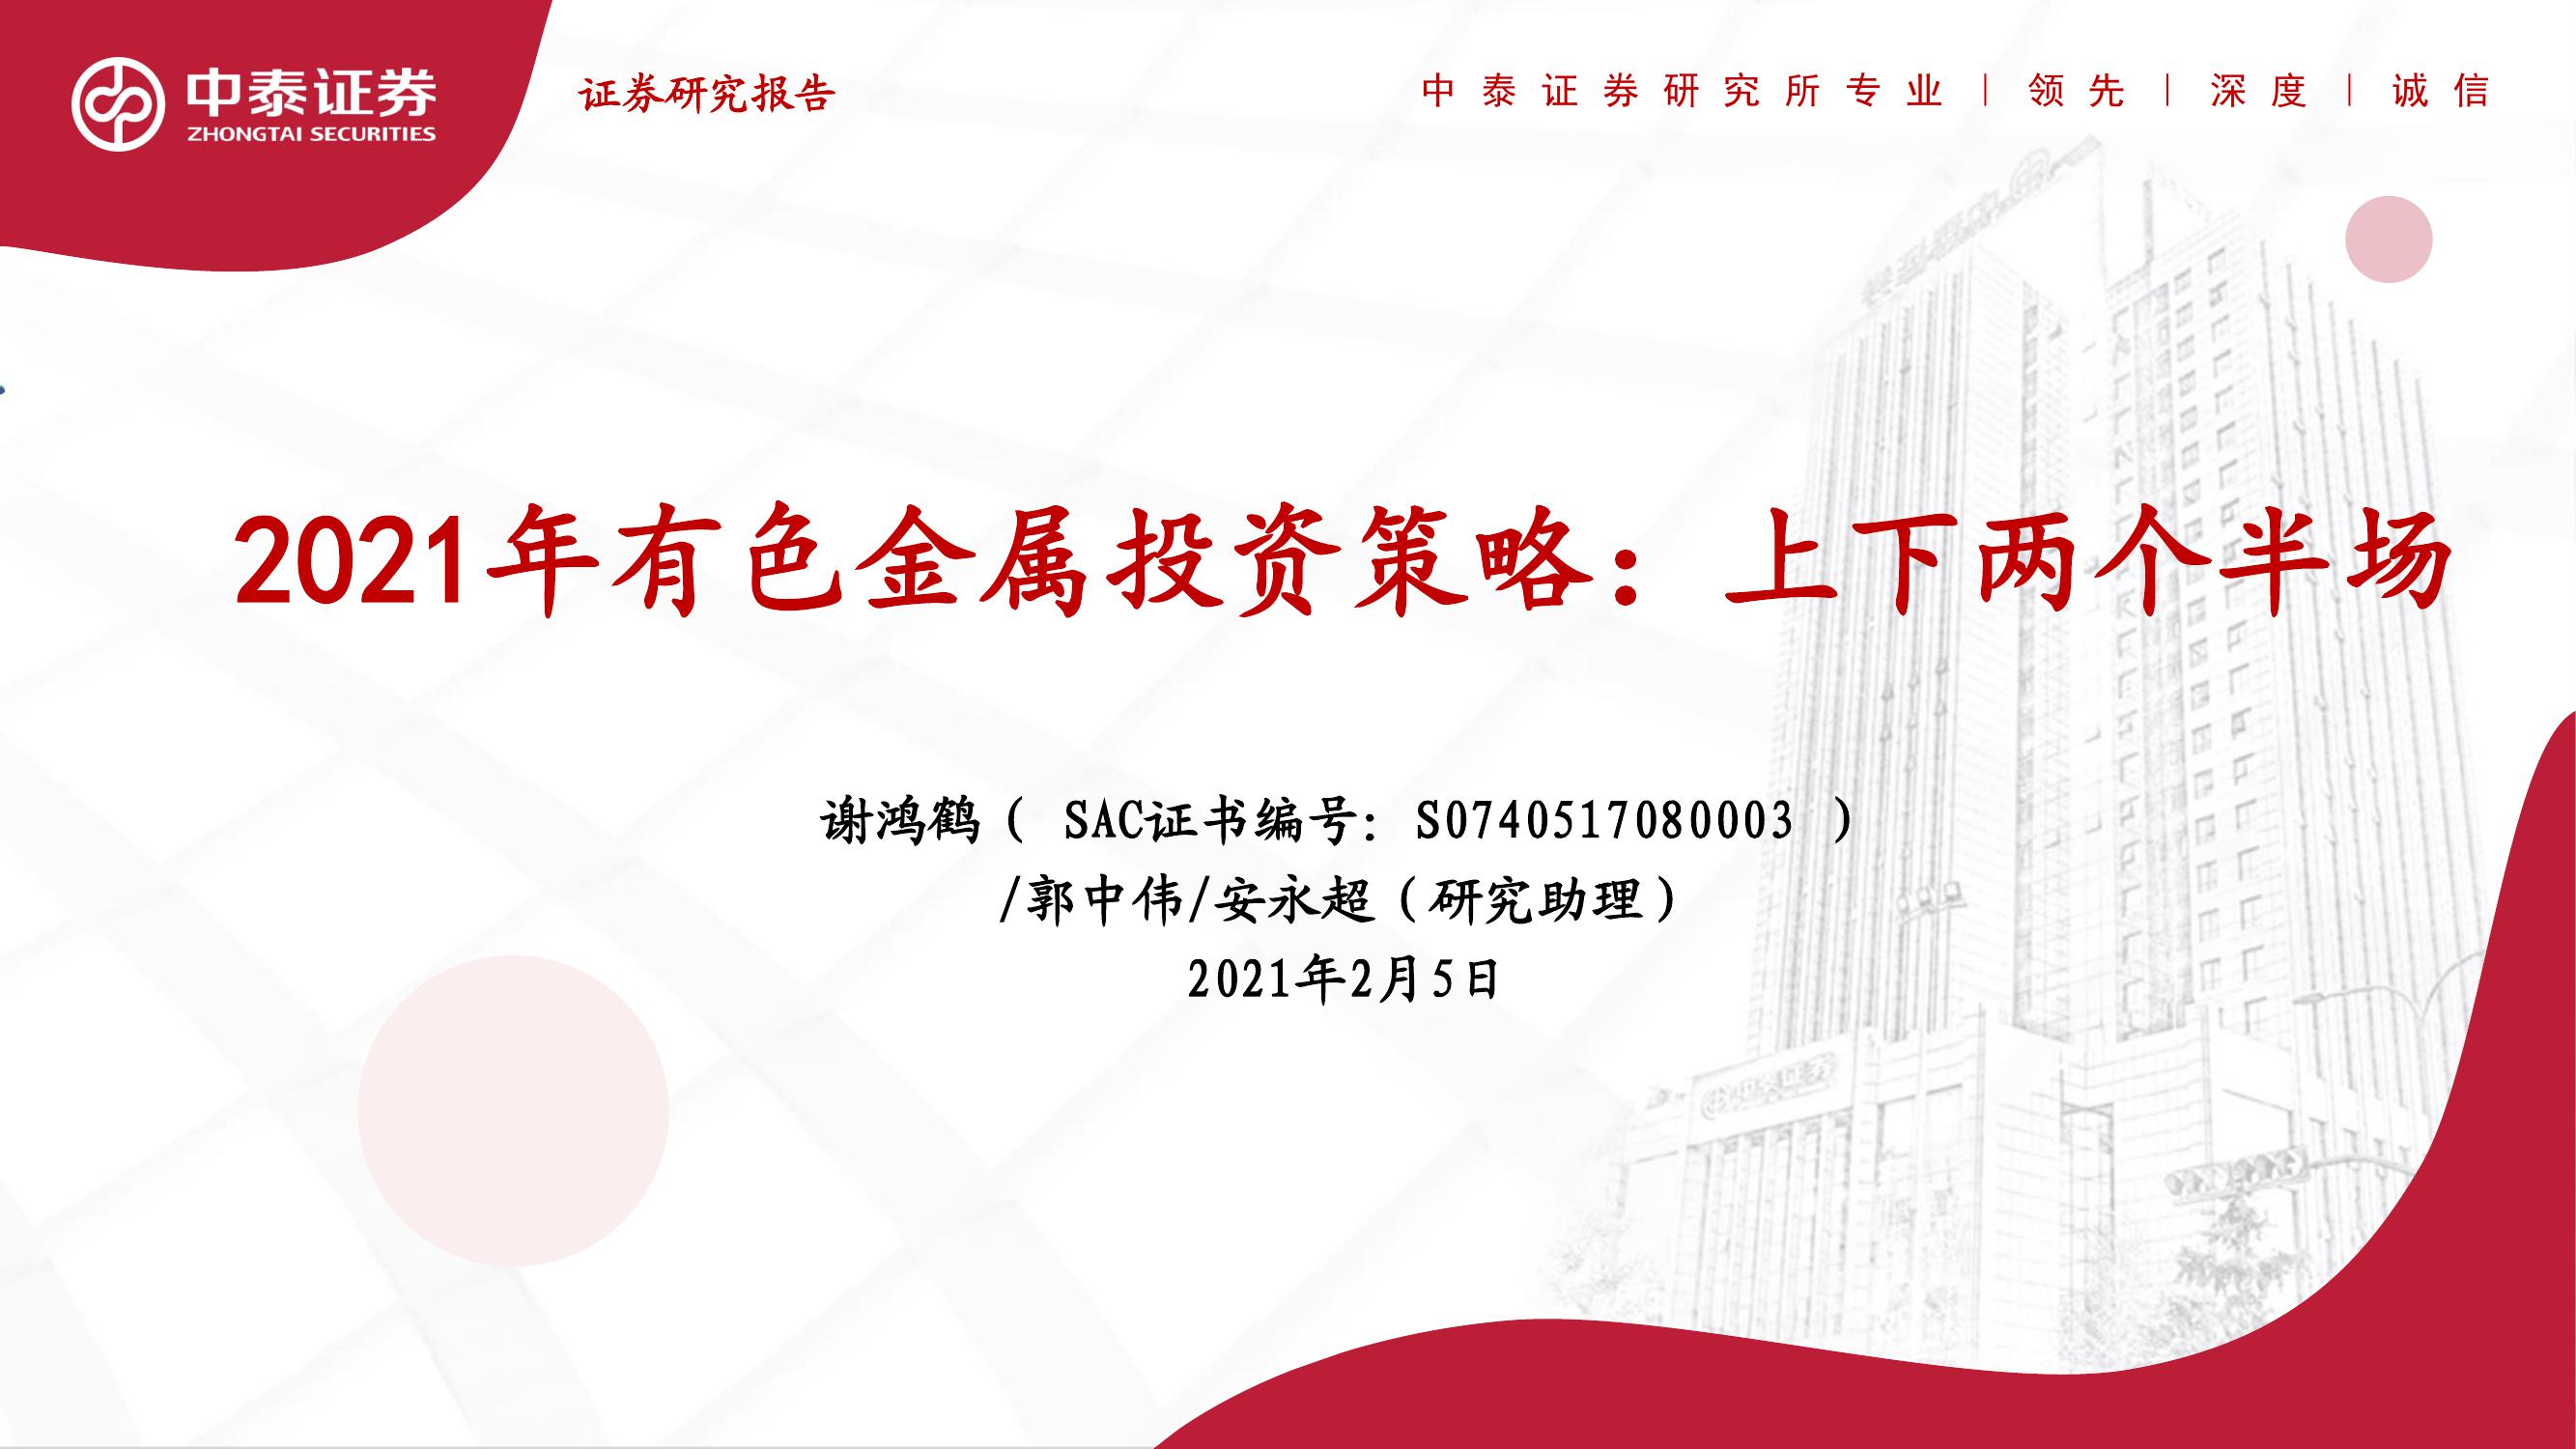 中泰证券
ZHONGTAI SECURITIES
证券研究报告
中泰证券研究所专业|领先|深度|诚信
2021年有色金属投资策略：上下两个半场
谢鸿鹤（ SAC证书编号：S0740517080003 ）
/郭中伟/安永超（研究助理）
2021年2月5日
中泰证券